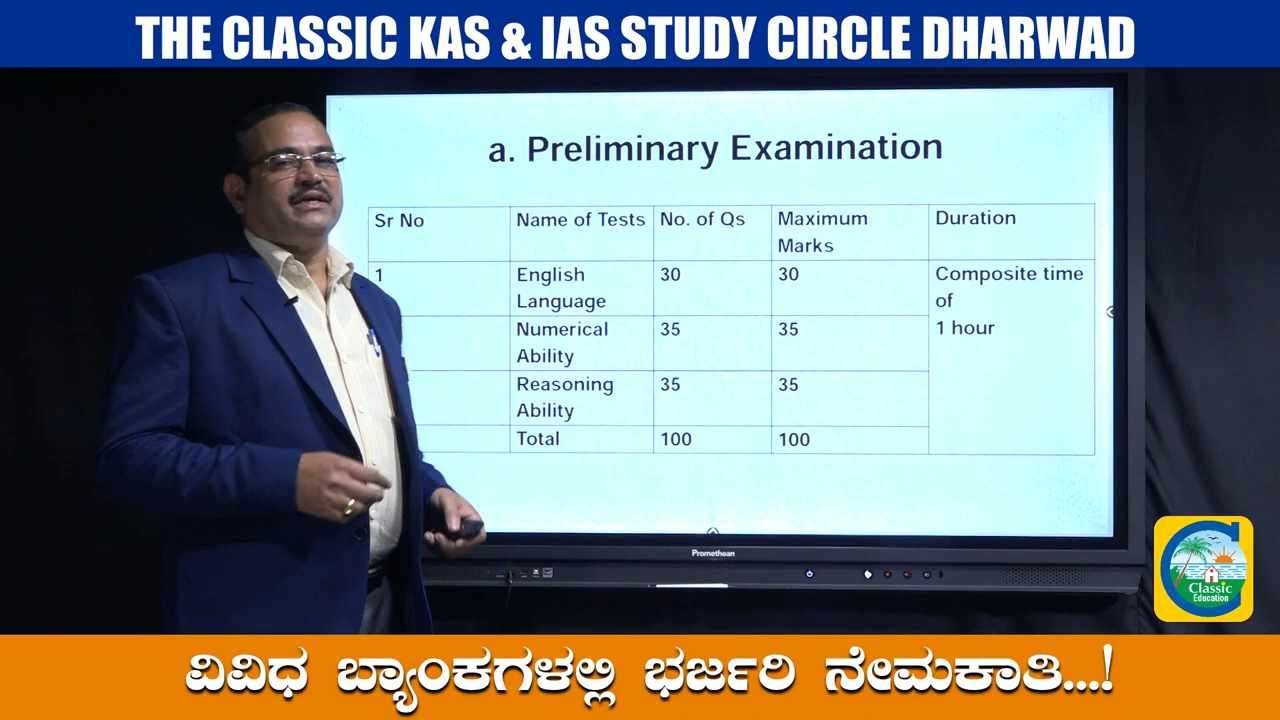 THE CLASSIC KAS & IAS STUDY CIRCLE DHARWAD
a. Preliminary Examination
Sr No Name of Tests No. of Qs Maximum Marks Duration
1 English Language 30 30 Composite time of 1 hour
Numerical Ability 35 35
Reasoning Ability 35 35
Total 100 100
Promethean
Classic
Education
ವಿವಿಧ ಬ್ಯಾಂಕಗಳಲ್ಲಿ ಭರ್ಜರಿ ನೇಮಕಾತಿ...!